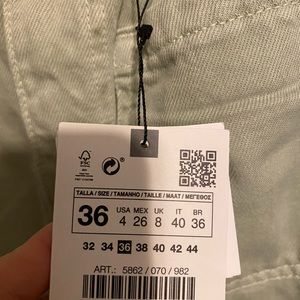 FSC
TALLA / SIZE / TAMANHO / TAILLE / MAAT / ΜΕΓΕΘΟΣ
36
USA MEX UK IT BR
4 26 8 40 36
32 34 36 38 40 42 44
ART.: 5862 / 070 / 982